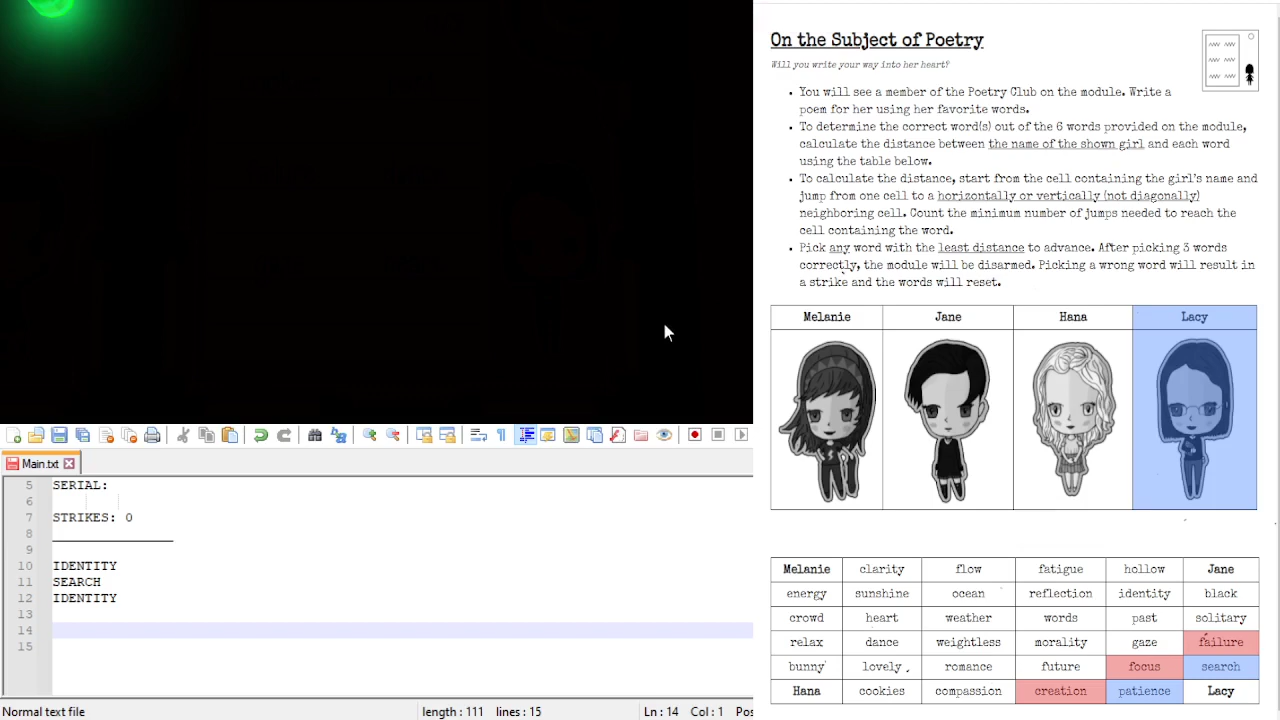 On the Subject of Poetry
Will you write your way into her heart?
• You will see a member of the Poetry Club on the module. Write a
poem for her using her favorite words.
• To determine the correct word(s) out of the 6 words provided on the module,
calculate the distance between the name of the shown girl and each word
using the table below.
• To calculate the distance, start from the cell containing the girl's name and
jump from one cell to a horizontally or vertically (not diagonally)
neighboring cell. Count the minimum number of jumps needed to reach the
cell containing the word.
• Pick any word with the least distance to advance. After picking 3 words
correctly, the module will be disarmed. Picking a wrong word will result in
a strike and the words will reset.
Melanie Jane Hana Lacy
Melanie clarity flow fatigue hollow Jane
energy sunshine ocean reflection identity black
crowd heart weather words past solitary
relax dance weightless morality gaze failure
bunny lovely romance future focus search
Hana cookies compassion creation patience Lacy
Main.txt
5 SERIAL:
6
7 STRIKES: 0
8
9
10 IDENTITY
11 SEARCH
12 IDENTITY
13
14
15
Normal text file length : 111 lines : 15 Ln : 14 Col : 1 Pos